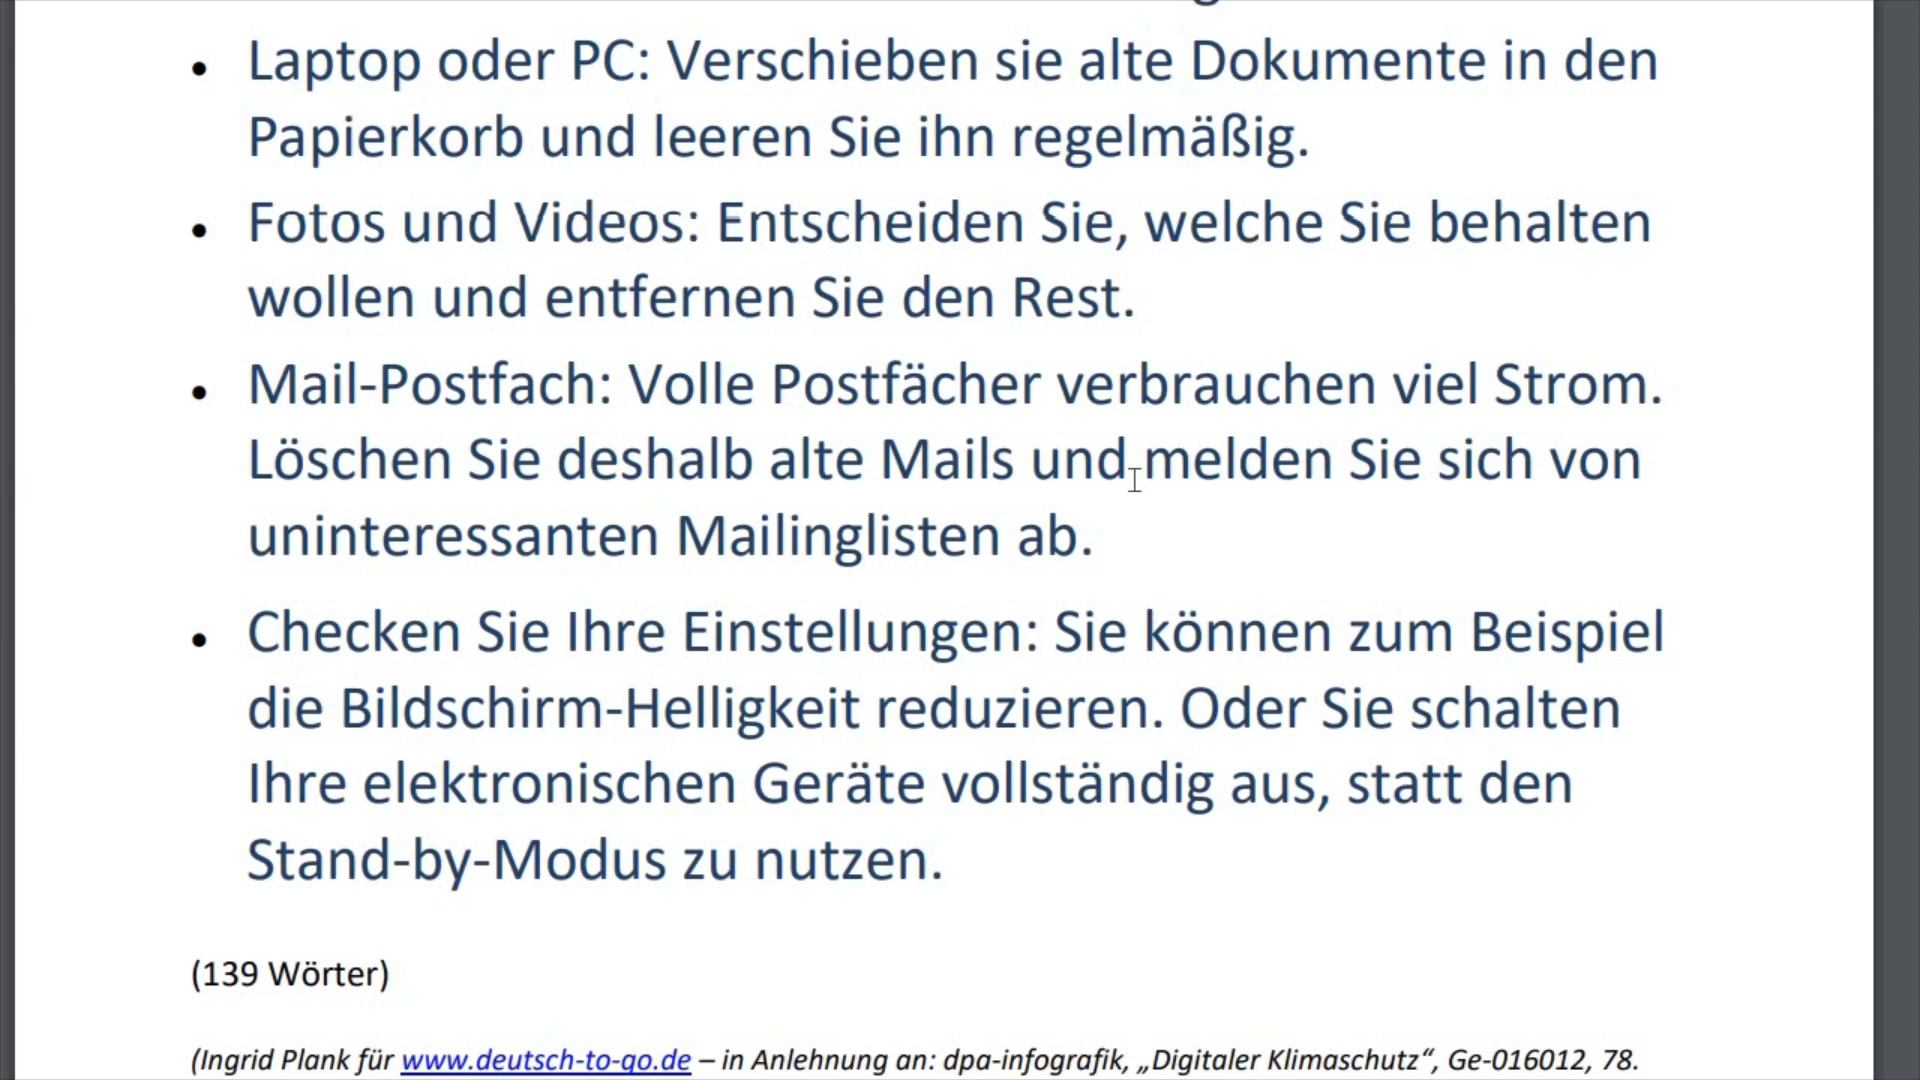 • Laptop oder PC: Verschieben sie alte Dokumente in den
Papierkorb und leeren Sie ihn regelmäßig.
• Fotos und Videos: Entscheiden Sie, welche Sie behalten
wollen und entfernen Sie den Rest.
• Mail-Postfach: Volle Postfächer verbrauchen viel Strom.
Löschen Sie deshalb alte Mails und melden Sie sich von
uninteressanten Mailinglisten ab.
• Checken Sie Ihre Einstellungen: Sie können zum Beispiel
die Bildschirm-Helligkeit reduzieren. Oder Sie schalten
Ihre elektronischen Geräte vollständig aus, statt den
Stand-by-Modus zu nutzen.
(139 Wörter)
(Ingrid Plank für www.deutsch-to-go.de – in Anlehnung an: dpa-infografik, „Digitaler Klimaschutz“, Ge-016012, 78.